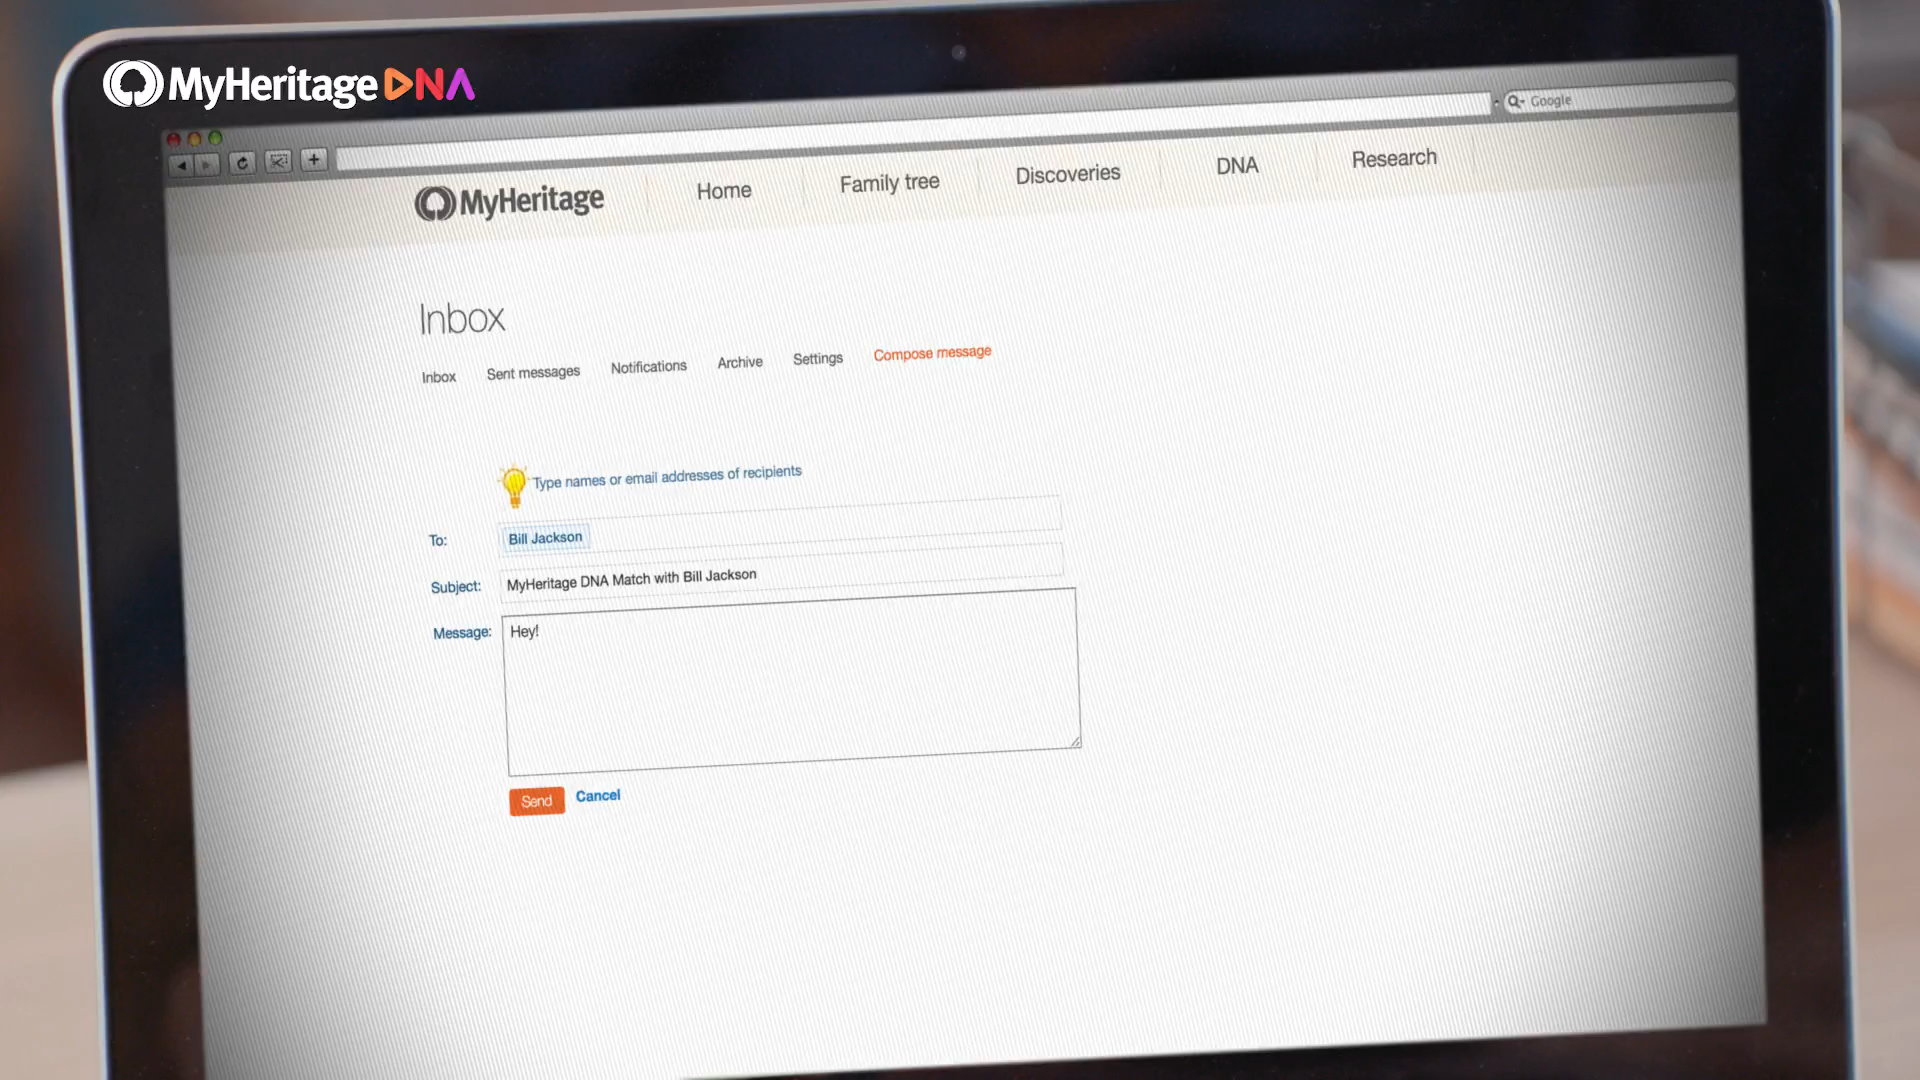 MyHeritage DNA
Google
MyHeritage Home Family tree Discoveries DNA Research
Inbox
Inbox Sent messages Notifications Archive Settings Compose message
Type names or email addresses of recipients
To: Bill Jackson
Subject: MyHeritage DNA Match with Bill Jackson
Message: Hey!
Send Cancel